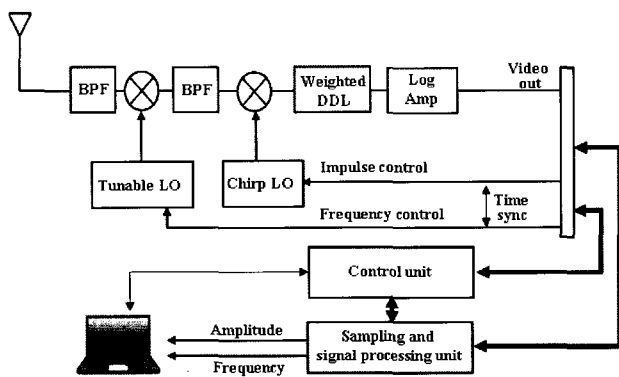 BPF
BPF
Weighted
DDL
Log
Amp
Video
out
Tunable LO
Chirp LO
Impulse control
Frequency control
Time
sync
Control unit
Amplitude
Frequency
Sampling and
signal processing unit